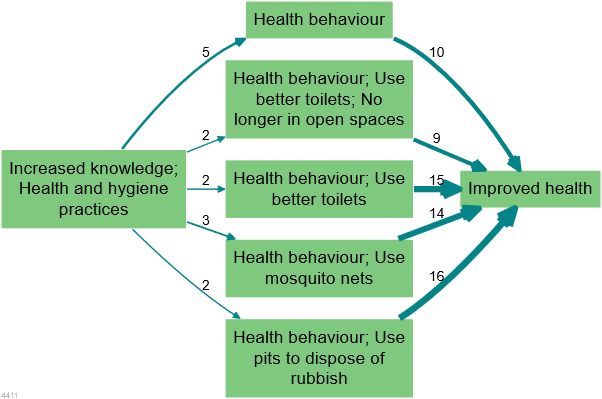 Health behaviour
5
10
Health behaviour; Use
better toilets; No
longer in open spaces
2
9
Increased knowledge;
Health and hygiene
practices
2
Health behaviour; Use
better toilets
15
Improved health
3
14
Health behaviour; Use
mosquito nets
2
16
Health behaviour; Use
pits to dispose of
rubbish
4411